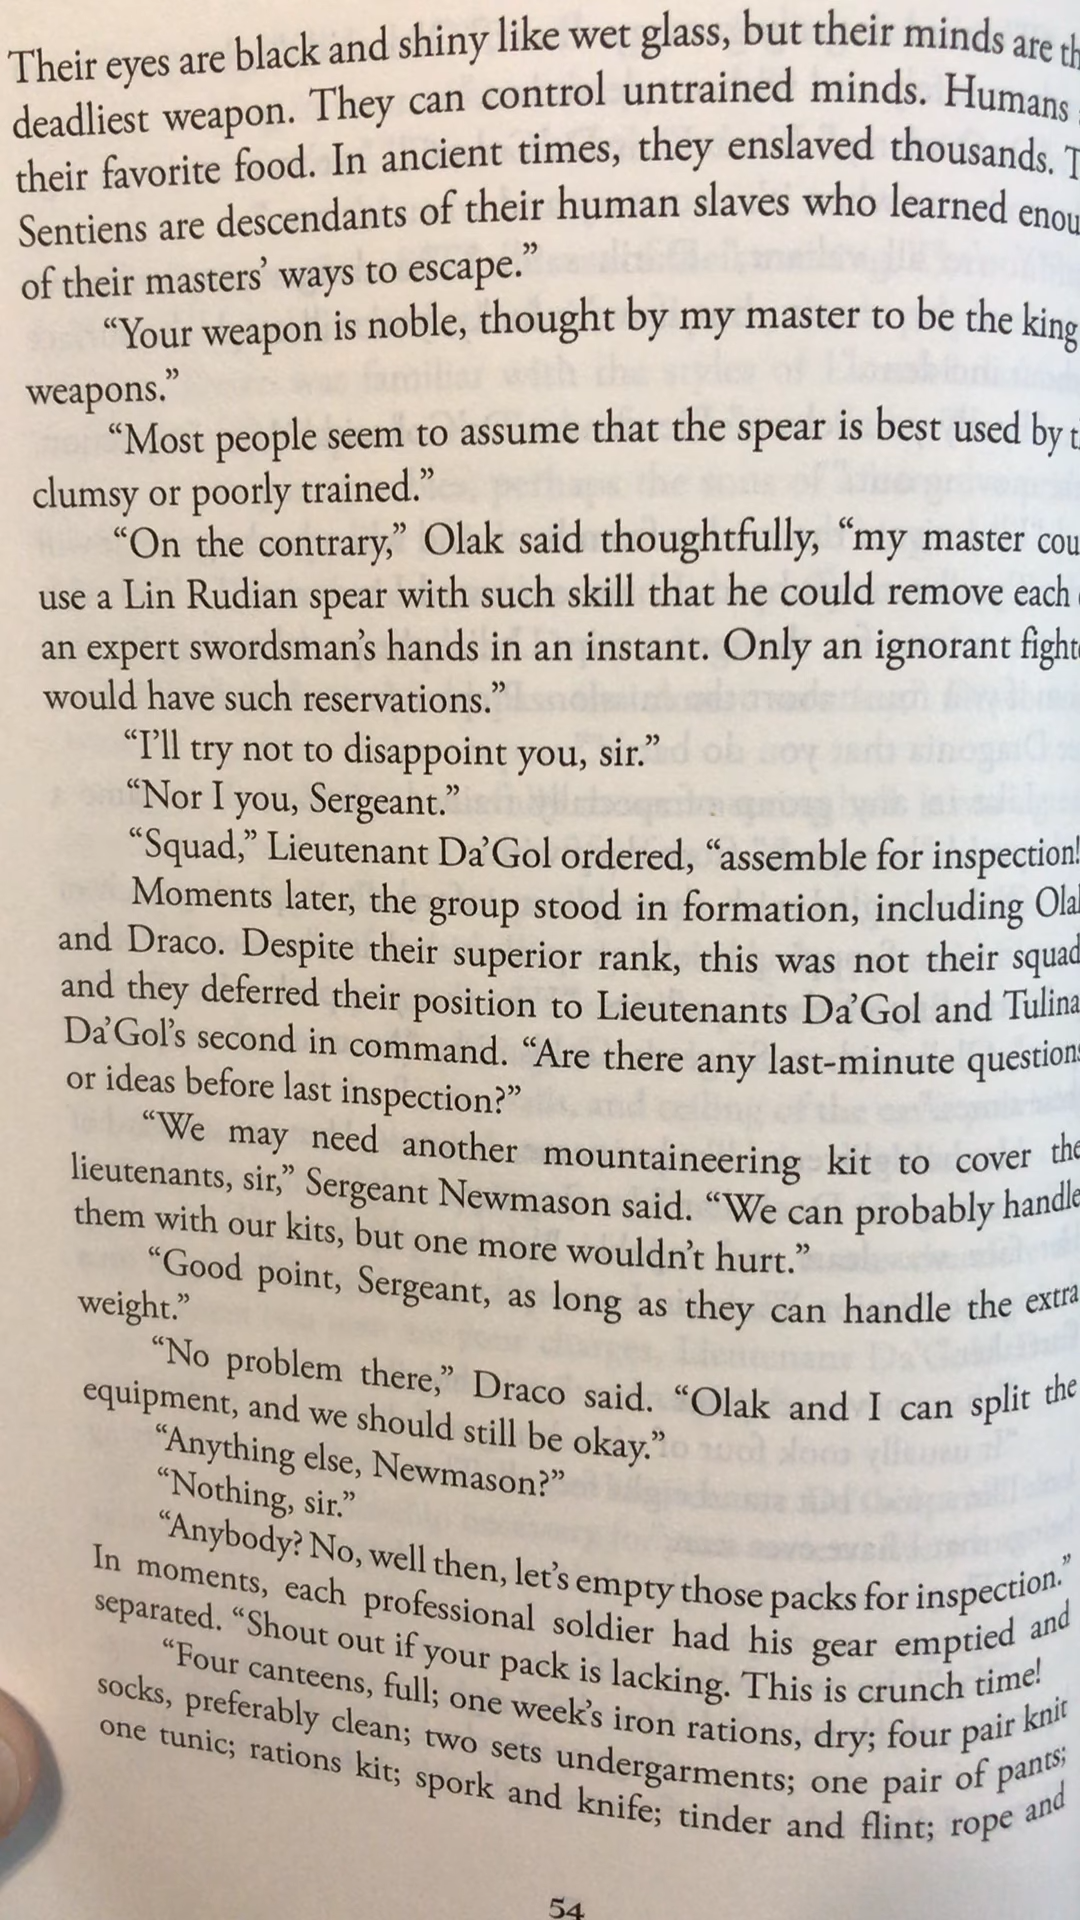 Their eyes are black and shiny like wet glass, but their minds are th
deadliest weapon. They can control untrained minds. Humans
their favorite food. In ancient times, they enslaved thousands. T
Sentiens are descendants of their human slaves who learned enou
of their masters’ ways to escape.”
“Your weapon is noble, thought by my master to be the king
weapons.”
“Most people seem to assume that the spear is best used by t
clumsy or poorly trained.”
“On the contrary,” Olak said thoughtfully, “my master cou
use a Lin Rudian spear with such skill that he could remove each
an expert swordsman’s hands in an instant. Only an ignorant fighte
would have such reservations.”
“I’ll try not to disappoint you, sir.”
“Nor I you, Sergeant.”
“Squad,” Lieutenant Da’Gol ordered, “assemble for inspection!
Moments later, the group stood in formation, including Olak
and Draco. Despite their superior rank, this was not their squad
and they deferred their position to Lieutenants Da’Gol and Tulina
Da’Gol’s second in command. “Are there any last-minute questions
or ideas before last inspection?”
“We may need another mountaineering kit to cover the
lieutenants, sir,” Sergeant Newmason said. “We can probably handle
them with our kits, but one more wouldn’t hurt.”
“Good point, Sergeant, as long as they can handle the extra
weight.”
“No problem there,” Draco said. “Olak and I can split the
equipment, and we should still be okay.”
“Anything else, Newmason?”
“Nothing, sir.”
“Anybody? No, well then, let’s empty those packs for inspection.”
In moments, each professional soldier had his gear emptied and
separated. “Shout out if your pack is lacking. This is crunch time!
“Four canteens, full; one week’s iron rations, dry; four pair knit
socks, preferably clean; two sets undergarments; one pair of pants;
one tunic; rations kit; spork and knife; tinder and flint; rope and
54